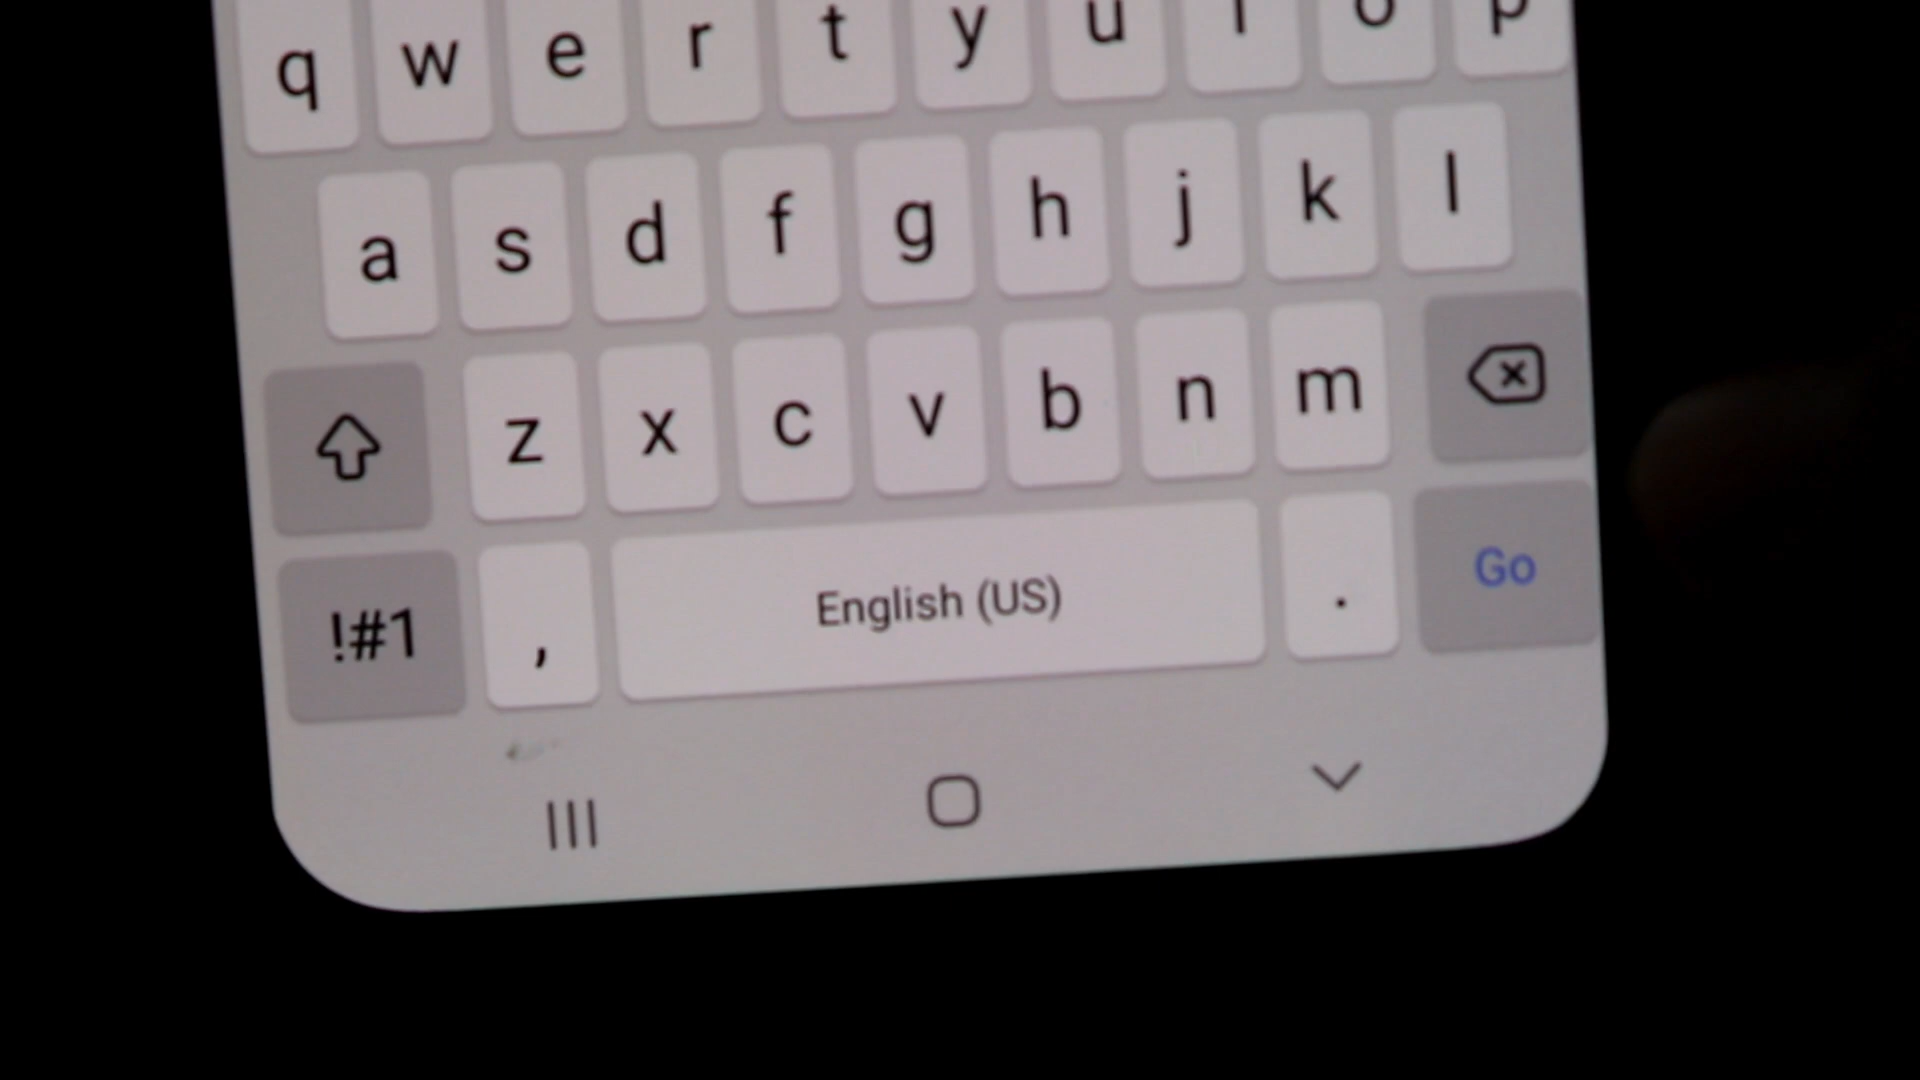 q w e r t y u i o p
a s d f g h j k l
z x c v b n m
!#1 , English (US) . Go